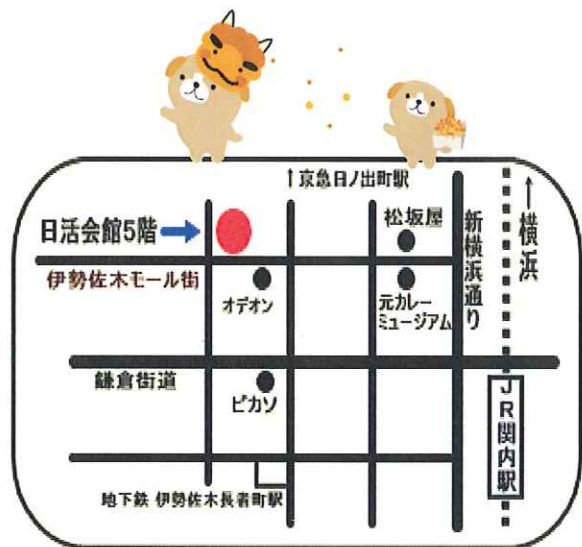 ↑京急日ノ出町駅
日活会館5階
松坂屋
新横浜通り
↑横浜
伊勢佐木モール街
オデオン
元カレー
ミュージアム
鎌倉街道
ピカソ
JR関内駅
地下鉄 伊勢佐木長者町駅